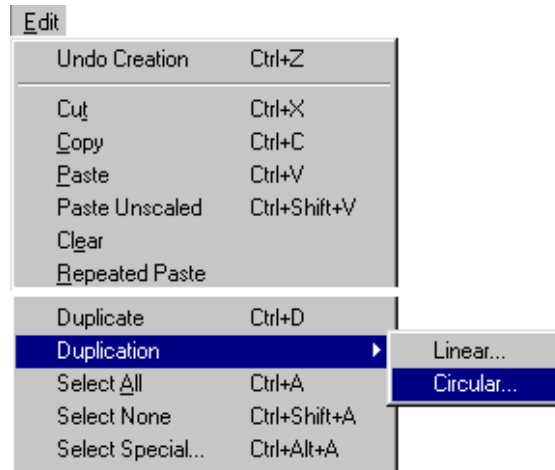 Edit
Undo Creation Ctrl+Z
Cut Ctrl+X
Copy Ctrl+C
Paste Ctrl+V
Paste Unscaled Ctrl+Shift+V
Clear
Repeated Paste
Duplicate Ctrl+D
Duplication Linear...
Select All Ctrl+A Circular...
Select None Ctrl+Shift+A
Select Special... Ctrl+Alt+A